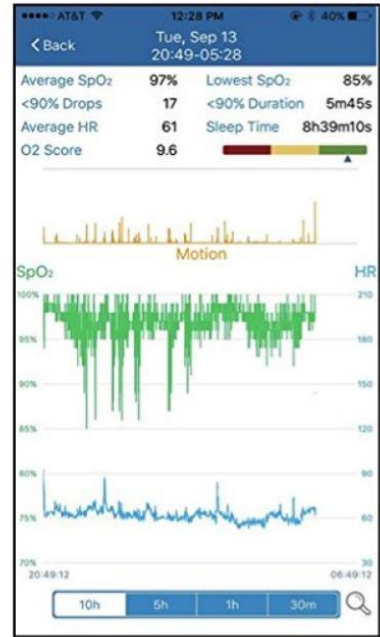 AT&T 12:28 PM 40%
Back Tue, Sep 13
20:49-05:28
Average SpO₂ 97% Lowest SpO₂ 85%
<90% Drops 17 <90% Duration 5m45s
Average HR 61 Sleep Time 8h39m10s
O2 Score 9.6
Motion
SpO₂ HR
100% 210
95% 180
90% 150
85% 120
80% 90
75% 60
70% 30
20:49:12 06:49:12
10h 5h 1h 30m